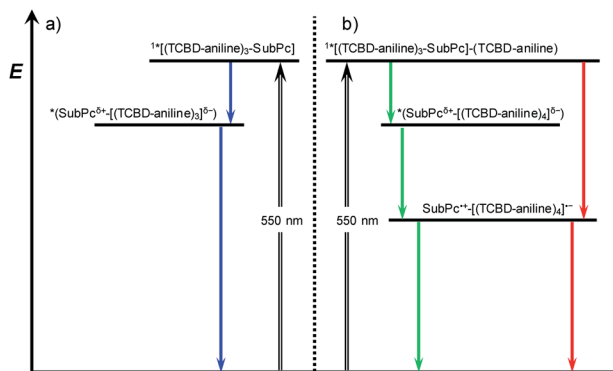 a)
b)
E
¹*[(TCBD-aniline)₃-SubPc]
¹*[(TCBD-aniline)₃-SubPc]-(TCBD-aniline)
*(SubPcᵟ⁺-[(TCBD-aniline)₃]ᵟ⁻)
*(SubPcᵟ⁺-[(TCBD-aniline)₄]ᵟ⁻)
SubPc•⁺-[(TCBD-aniline)₄]•⁻
550 nm
550 nm